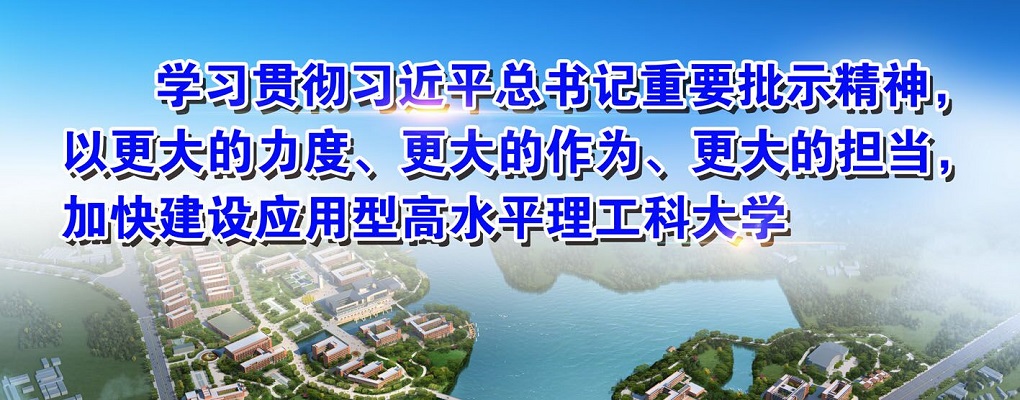 学习贯彻习近平总书记重要批示精神，
以更大的力度、更大的作为、更大的担当，
加快建设应用型高水平理工科大学